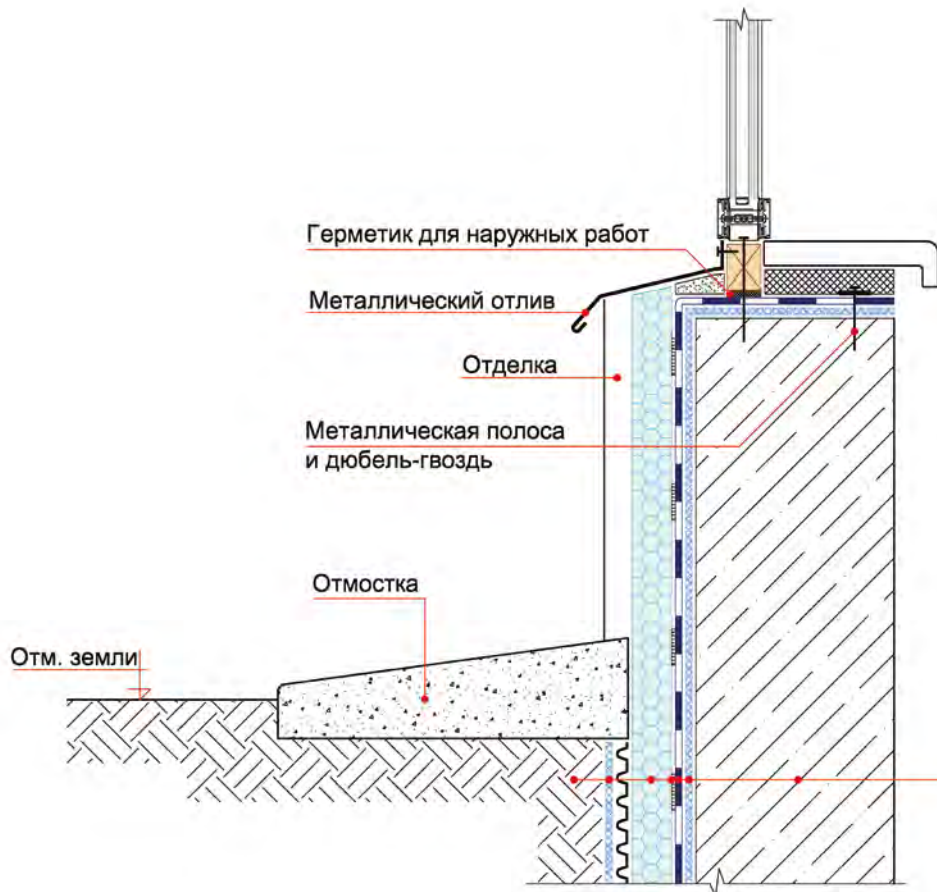 Герметик для наружных работ
Металлический отлив
Отделка
Металлическая полоса
и дюбель-гвоздь
Отмостка
Отм. земли